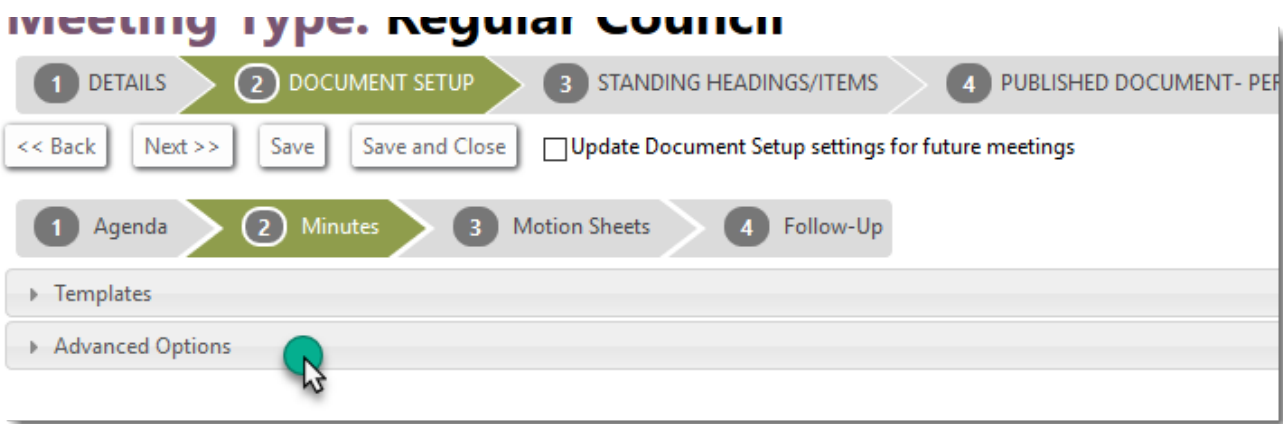 Meeting Type: Regular Council
1 DETAILS 2 DOCUMENT SETUP 3 STANDING HEADINGS/ITEMS 4 PUBLISHED DOCUMENT- PER
<< Back Next >> Save Save and Close Update Document Setup settings for future meetings
1 Agenda 2 Minutes 3 Motion Sheets 4 Follow-Up
Templates
Advanced Options